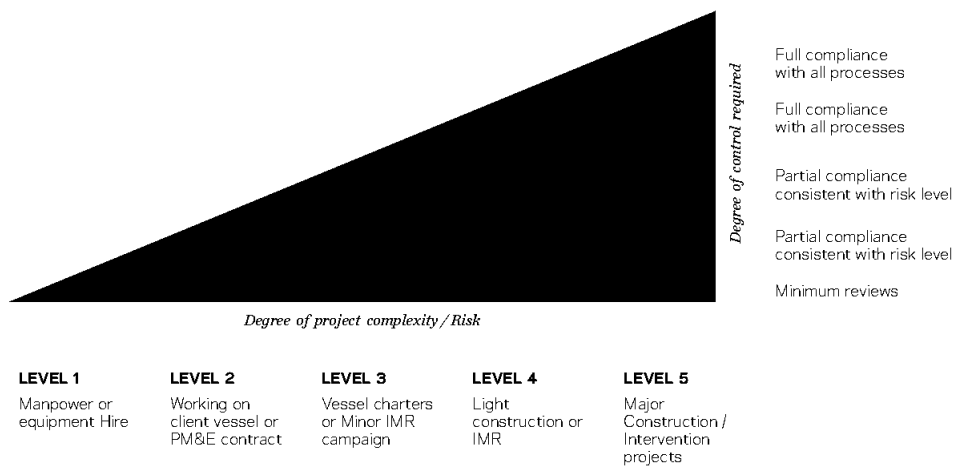 Full compliance
with all processes
Full compliance
with all processes
Partial compliance
consistent with risk level
Partial compliance
consistent with risk level
Minimum reviews
Degree of control required
Degree of project complexity / Risk
LEVEL 1
Manpower or
equipment Hire
LEVEL 2
Working on
client vessel or
PM&E contract
LEVEL 3
Vessel charters
or Minor IMR
campaign
LEVEL 4
Light
construction or
IMR
LEVEL 5
Major
Construction /
Intervention
projects